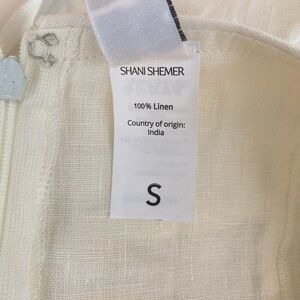 SHANI SHEMER
100% Linen
Country of origin:
India
S